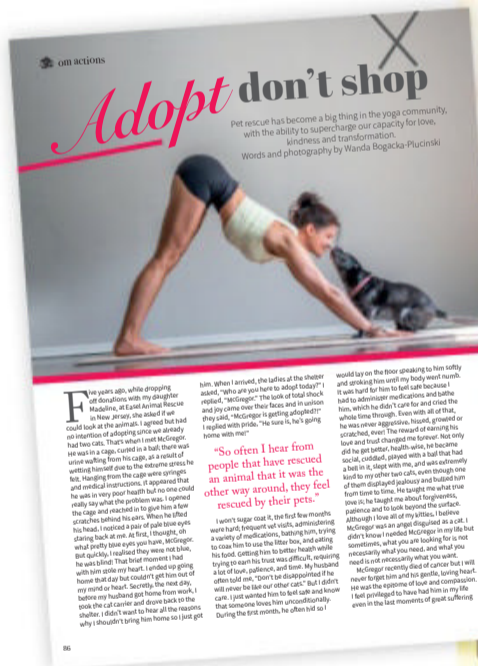 om actions
Adopt don't shop
Pet rescue has become a big thing in the yoga community,
with the ability to supercharge our capacity for love,
kindness and transformation.
Words and photography by Wanda Bogacka-Plucinski
Five years ago, while dropping
off donations with my daughter
Madeline, at Easel Animal Rescue
in New Jersey, she asked if we
could look at the animals. I agreed but had
no intention of adopting since we already
had two cats. That's when I met McGregor.
He was in a cage, curled in a ball; there was
urine wafting from his cage, as a result of
wetting himself due to the extreme stress he
felt. Hanging from the cage were syringes
and medical instructions. It appeared that
he was in very poor health but no one could
really say what the problem was. I opened
the cage and reached in to give him a few
scratches behind his ears. When he lifted
his head, I noticed a pair of pale blue eyes
staring back at me. At first, I thought, oh
what pretty blue eyes you have, McGregor.
But quickly, I realised they were not blue,
he was blind! That brief moment I had
with him stole my heart. I ended up going
home that day but couldn't get him out of
my mind or heart. Secretly, the next day,
before my husband got home from work, I
took the cat carrier and drove back to the
shelter. I didn't want to hear all the reasons
why I shouldn't bring him home so I just got
him. When I arrived, the ladies at the shelter
asked, "Who are you here to adopt today?" I
replied, "McGregor." The look of total shock
and joy came over their faces and in unison
they said, "McGregor is getting adopted?!"
I replied with pride. "He sure is, he's going
home with me!"
"So often I hear from
people that have rescued
an animal that it was the
other way around, they feel
rescued by their pets."
I won't sugar coat it, the first few months
were hard; frequent vet visits, administering
a variety of medications, bathing him, trying
to coax him to use the litter box, and eating
his food. Getting him to better health while
trying to earn his trust was difficult, requiring
a lot of love, patience, and time. My husband
often told me, "Don't be disappointed if he
will never be like our other cats." But I didn't
care. I just wanted him to feel safe and know
that someone loves him unconditionally.
During the first month, he often hid so I
would lay on the floor speaking to him softly
and stroking him until my body went numb.
It was hard for him to feel safe because I
had to administer medications and bathe
him, which he didn't care for and cried the
whole time through. Even with all of that,
he was never aggressive, hissed, growled or
scratched, ever! The reward of earning his
love and trust changed me forever. Not only
did he get better, health-wise, he became
social, cuddled, played with a ball that had
a bell in it, slept with me, and was extremely
kind to my other two cats, even though one
of them displayed jealousy and bullied him
from time to time. He taught me what true
love is; he taught me about forgiveness,
patience and to look beyond the surface.
Although I love all of my kitties, I believe
McGregor was an angel disguised as a cat. I
didn't know I needed McGregor in my life but
sometimes, what you are looking for is not
necessarily what you need, and what you
need is not necessarily what you want.
McGregor recently died of cancer but I will
never forget him and his gentle, loving heart.
He was the epitome of love and compassion.
I feel privileged to have had him in my life
even in the last moments of great suffering
86